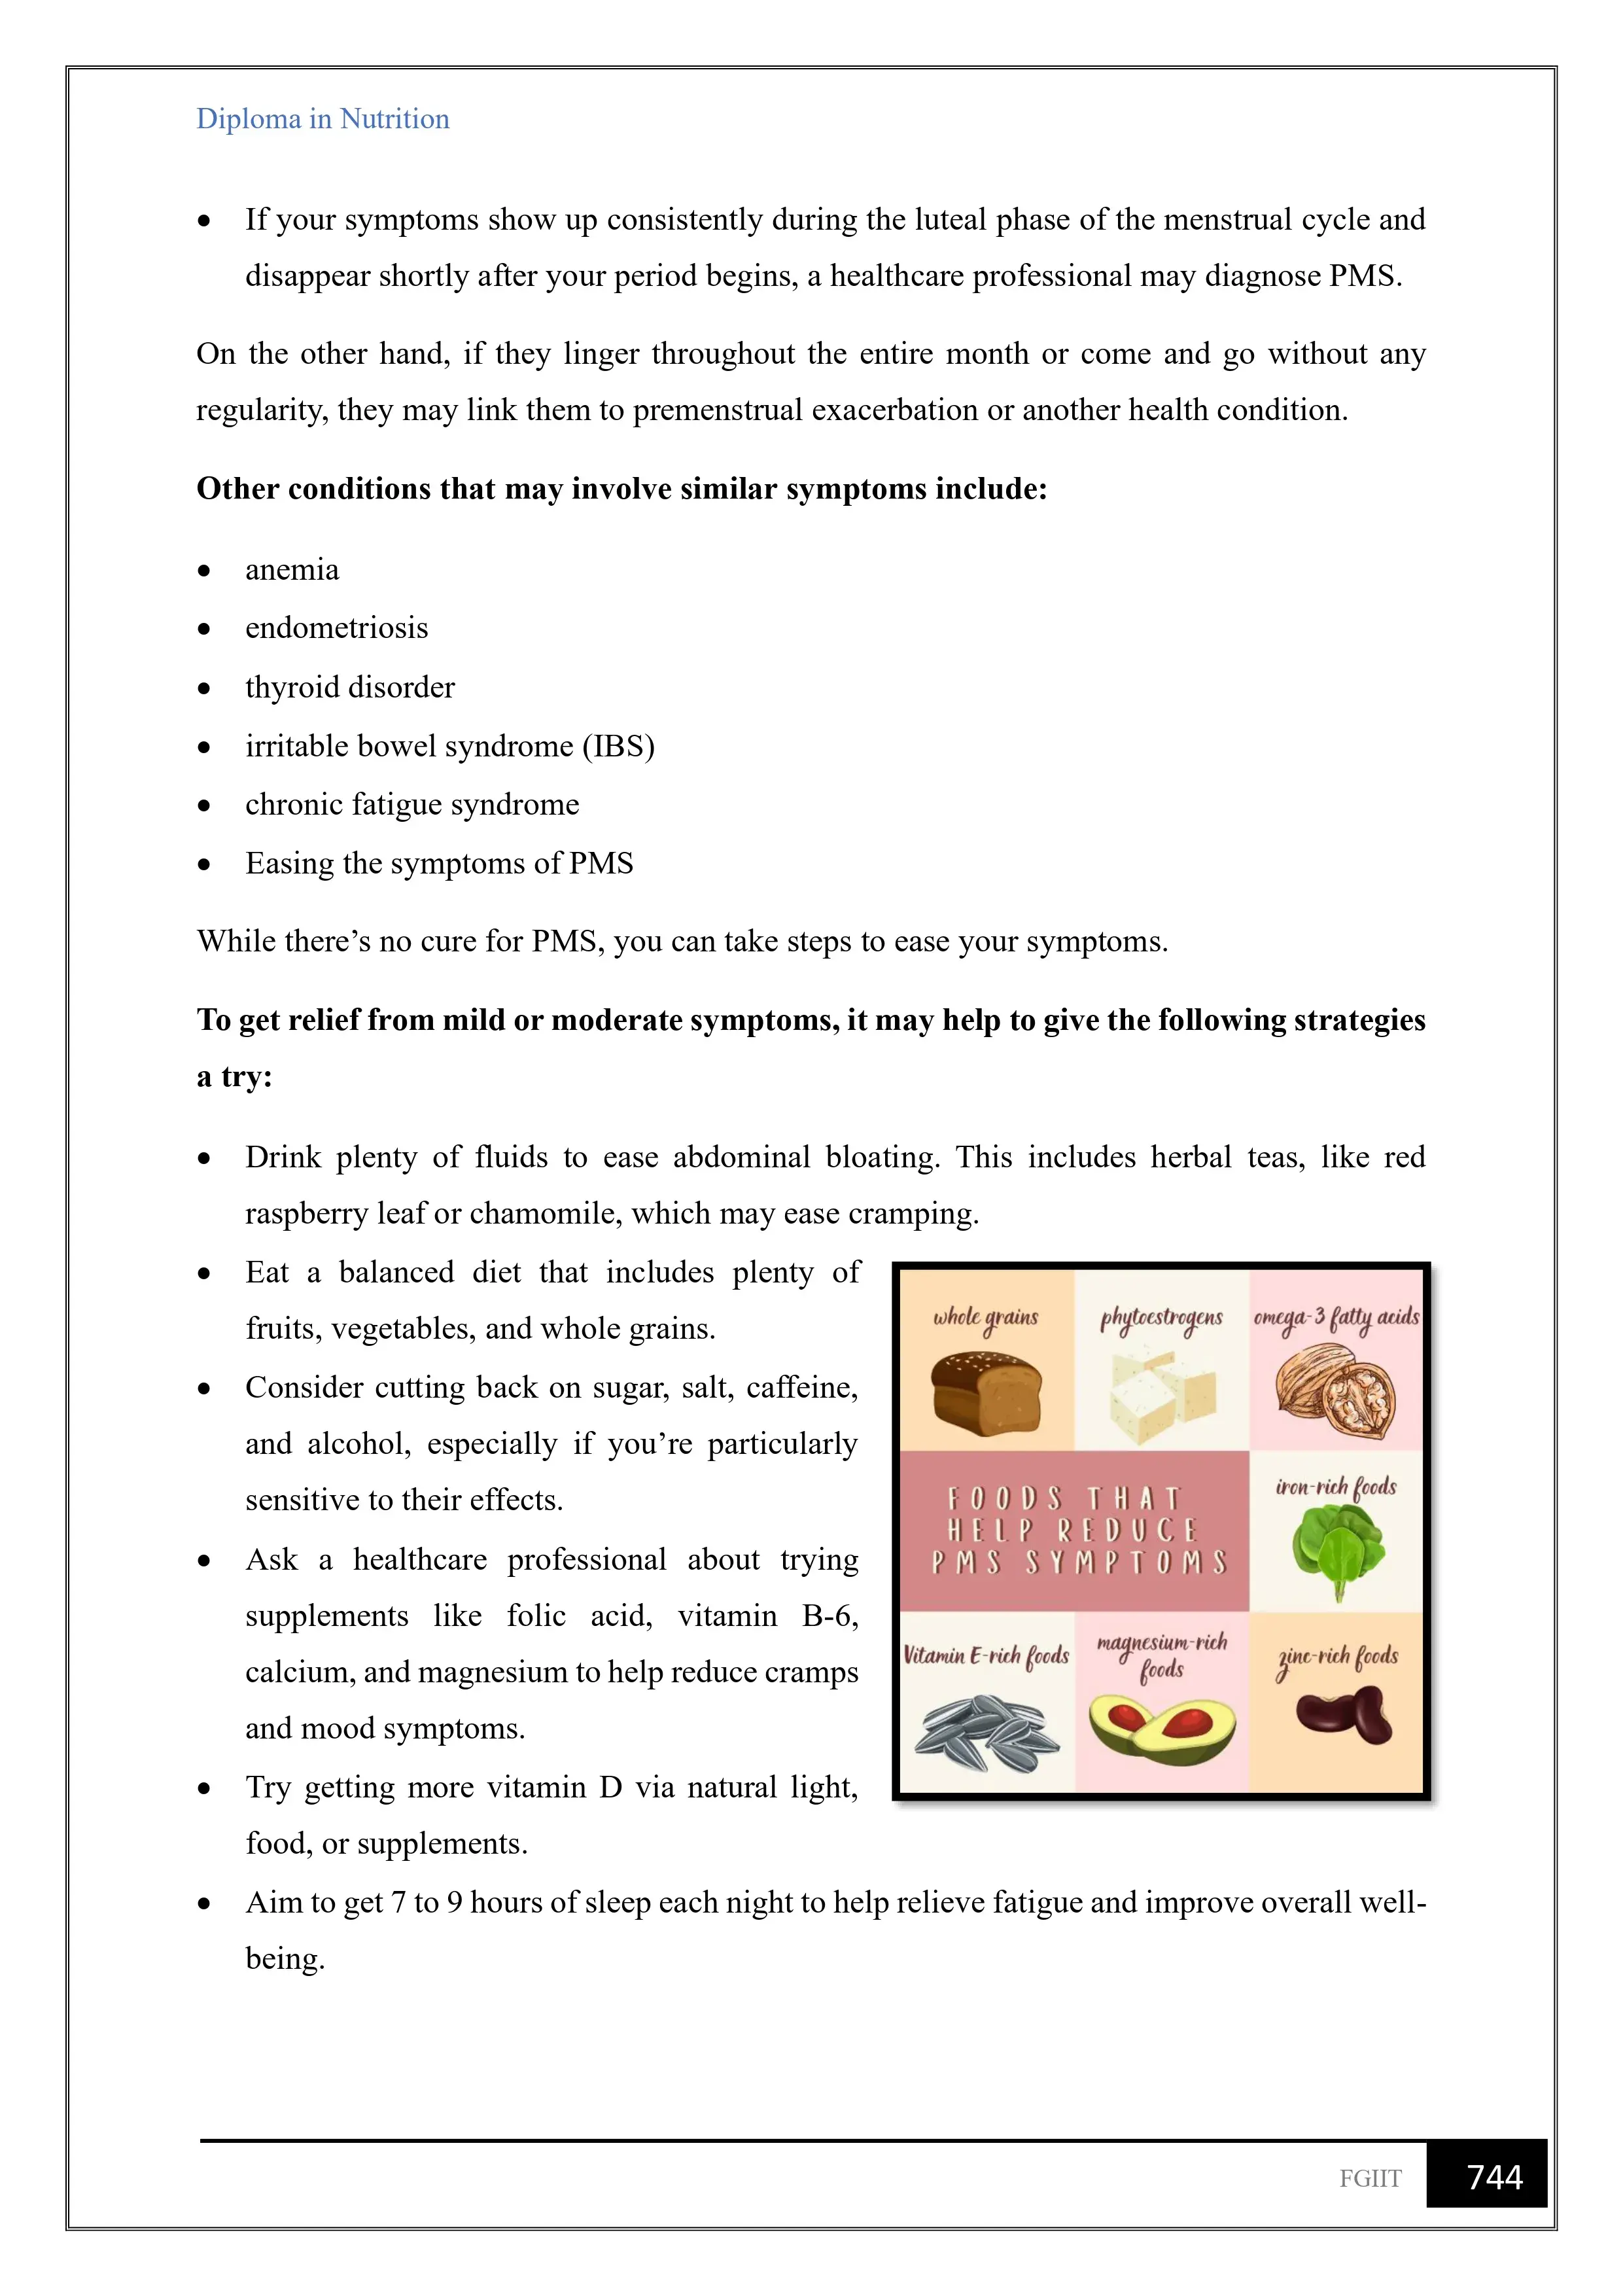 Diploma in Nutrition
• If your symptoms show up consistently during the luteal phase of the menstrual cycle and
disappear shortly after your period begins, a healthcare professional may diagnose PMS.
On the other hand, if they linger throughout the entire month or come and go without any
regularity, they may link them to premenstrual exacerbation or another health condition.
Other conditions that may involve similar symptoms include:
• anemia
• endometriosis
• thyroid disorder
• irritable bowel syndrome (IBS)
• chronic fatigue syndrome
• Easing the symptoms of PMS
While there’s no cure for PMS, you can take steps to ease your symptoms.
To get relief from mild or moderate symptoms, it may help to give the following strategies
a try:
• Drink plenty of fluids to ease abdominal bloating. This includes herbal teas, like red
raspberry leaf or chamomile, which may ease cramping.
• Eat a balanced diet that includes plenty of
fruits, vegetables, and whole grains.
• Consider cutting back on sugar, salt, caffeine,
and alcohol, especially if you’re particularly
sensitive to their effects.
• Ask a healthcare professional about trying
supplements like folic acid, vitamin B-6,
calcium, and magnesium to help reduce cramps
and mood symptoms.
• Try getting more vitamin D via natural light,
food, or supplements.
• Aim to get 7 to 9 hours of sleep each night to help relieve fatigue and improve overall well-
being.
whole grains
phytoestrogens
omega-3 fatty acids
FOODS THAT
HELP REDUCE
PMS SYMPTOMS
iron-rich foods
Vitamin E-rich foods
magnesium-rich
foods
zinc-rich foods
FGIIT
744